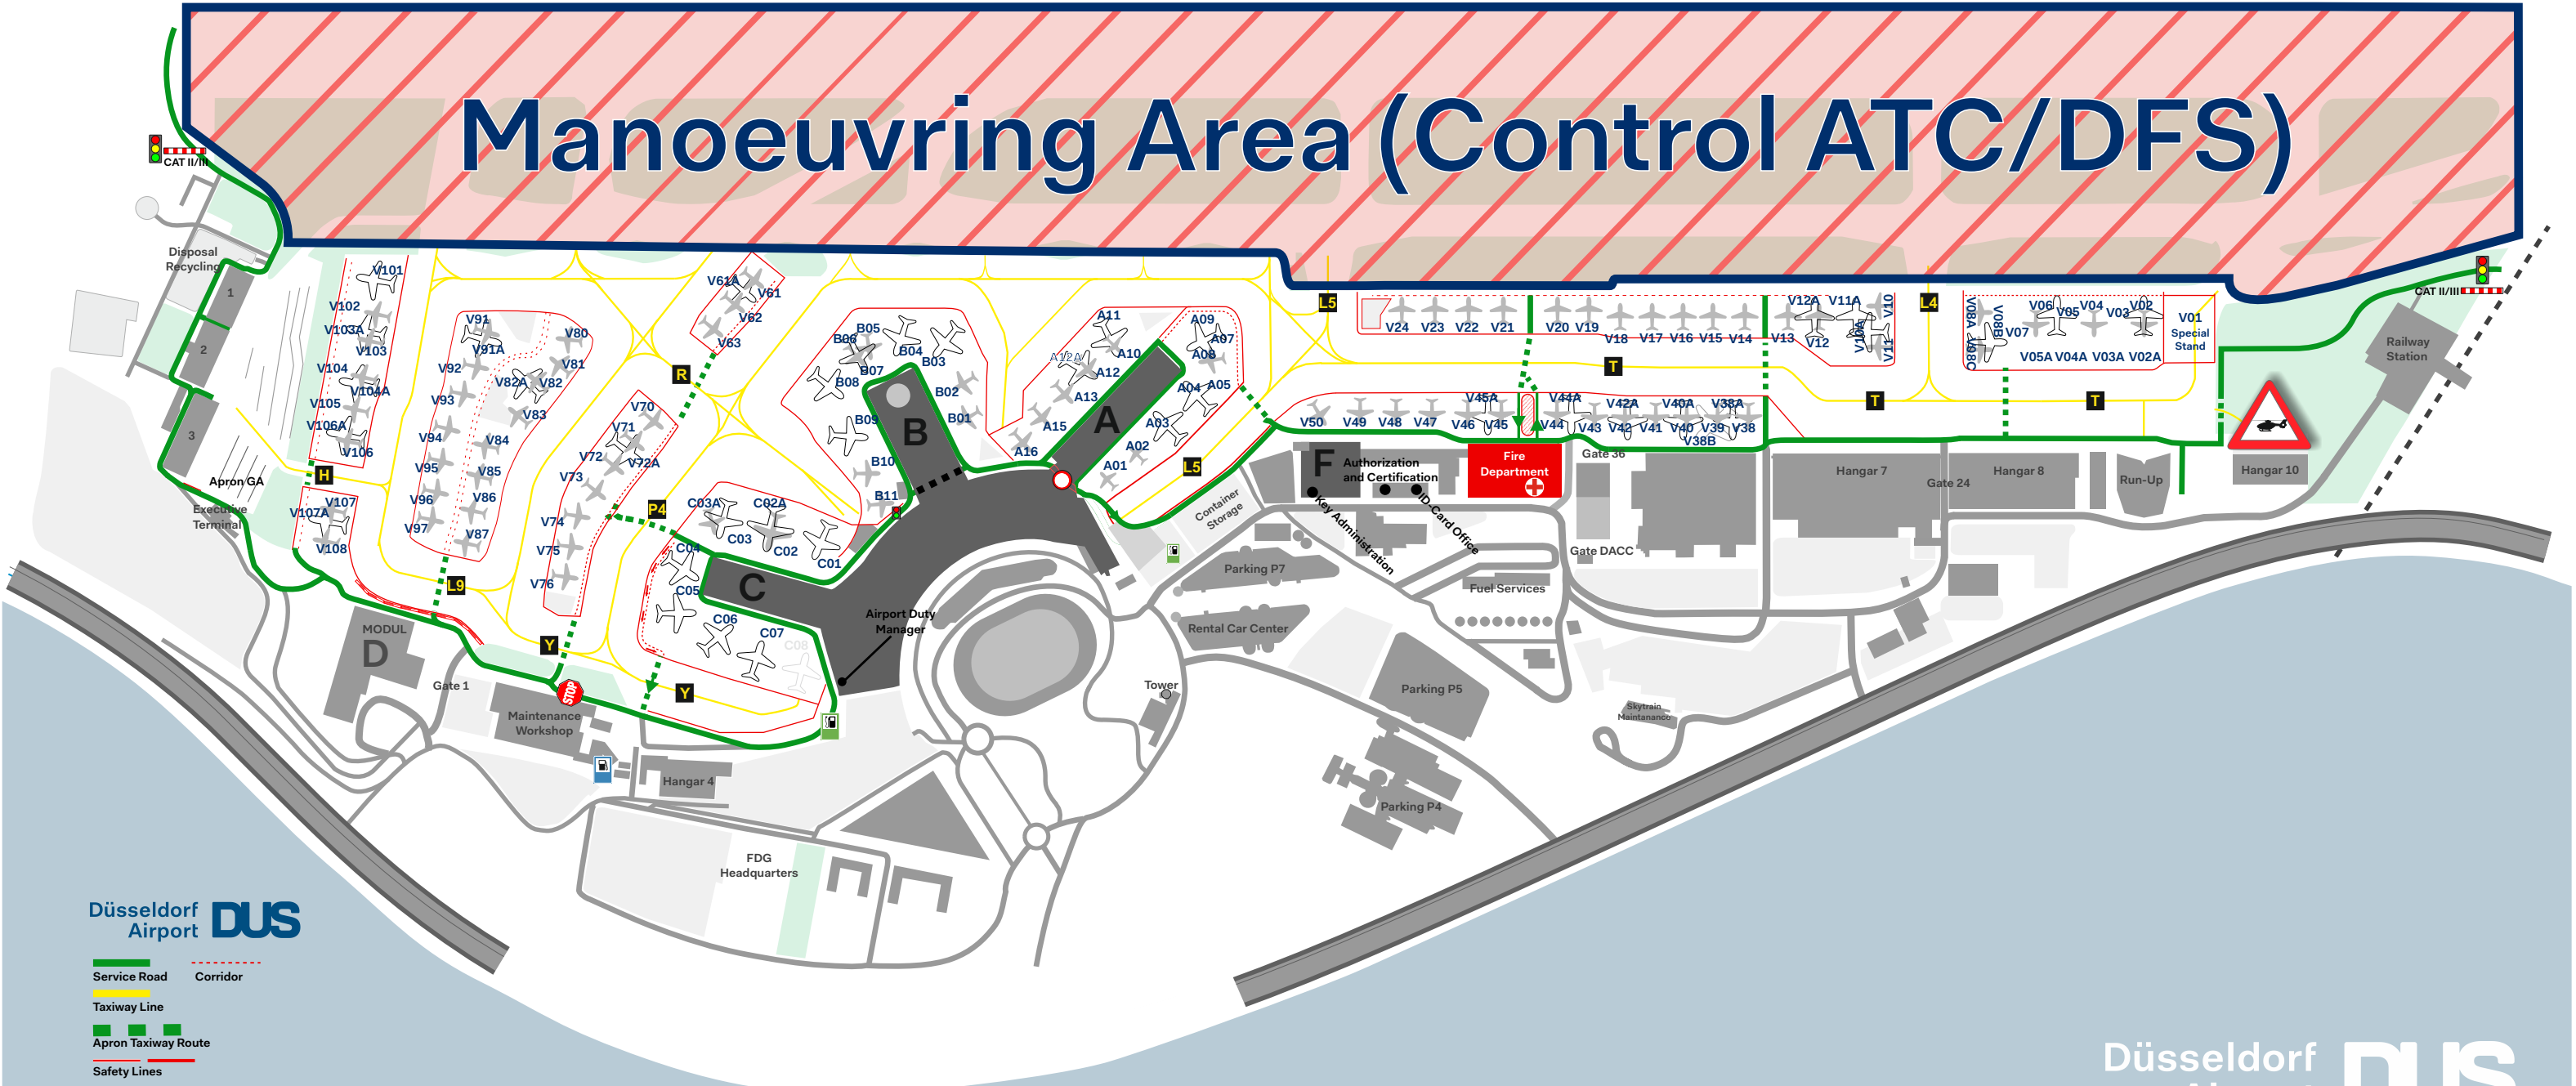 Manoeuvring Area (Control ATC/DFS)
CAT II/III
Disposal
Recycling
1
2
3
Apron GA
Executive
Terminal
V101
V102
V103A
V103
V104
V104A
V105
V106A
V106
H
V107
V107A
V108
V91
V91A
V92
V93
V94
V95
V96
V97
V80
V81
V82A
V82
V83
V84
V85
V86
V87
L9
V61A
V61
V62
V63
R
V70
V71
V72
V72A
V73
V74
V75
V76
P4
Y
Y
B06
B05
B04
B03
B07
B08
B09
B10
B11
B02
B01
B
C03A
C03
C02A
C02
C01
C04
C05
C06
C07
C08
C
A11
A10
A12A
A12
A13
A15
A16
A
A09
A07
A08
A05
A04
A03
A02
A01
L5
L5
V24
V23
V22
V21
V20
V19
V18
V17
V16
V15
V14
V13
V12A
V11A
V12
V10
V10A
V11
L4
T
T
T
V08A
V08B
V08C
V07
V06
V05
V04
V03
V02
V05A
V04A
V03A
V02A
V01
Special
Stand
CAT II/III
Railway
Station
V50
V49
V48
V47
V46
V45A
V45
V44A
V44
V43
V42A
V42
V41
V40A
V40
V39
V38A
V38
V38B
F
Authorization
and Certification
Key Administration
ID-Card Office
Fire
Department
Gate 36
Gate DACC
Hangar 7
Gate 24
Hangar 8
Run-Up
Hangar 10
Container
Storage
Parking P7
Rental Car Center
Fuel Services
Parking P5
Parking P4
Skytrain
Maintananco
Tower
Airport Duty
Manager
MODUL
D
Gate 1
STOP
Maintenance
Workshop
Hangar 4
FDG
Headquarters
Düsseldorf
Airport
DUS
Service Road
Corridor
Taxiway Line
Apron Taxiway Route
Safety Lines
Düsseldorf
DUS